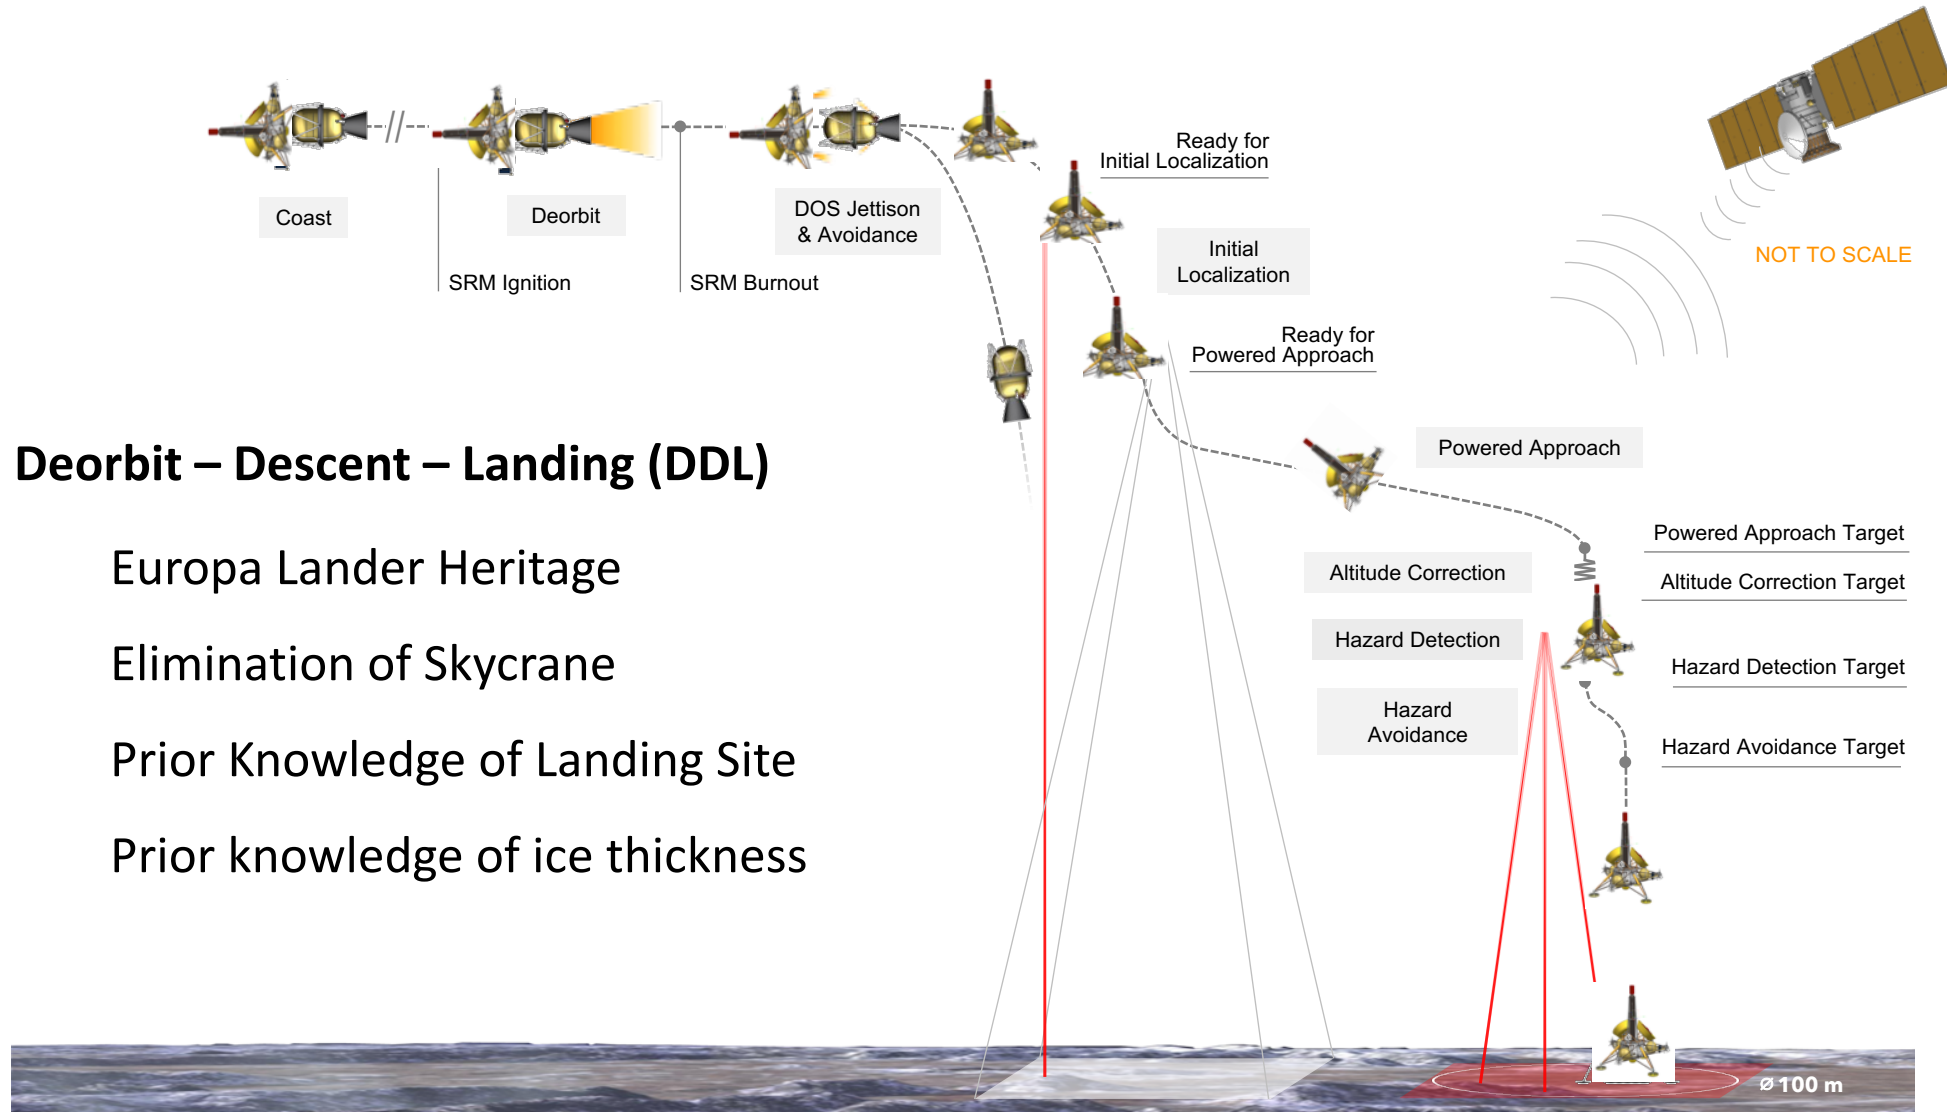 Ready for
Initial Localization
Coast
Deorbit
DOS Jettison
& Avoidance
Initial
Localization
NOT TO SCALE
SRM Ignition
SRM Burnout
Ready for
Powered Approach
Deorbit – Descent – Landing (DDL)
Powered Approach
Powered Approach Target
Europa Lander Heritage
Altitude Correction
Altitude Correction Target
Elimination of Skycrane
Hazard Detection
Hazard Detection Target
Prior Knowledge of Landing Site
Hazard
Avoidance
Hazard Avoidance Target
Prior knowledge of ice thickness
⌀ 100 m